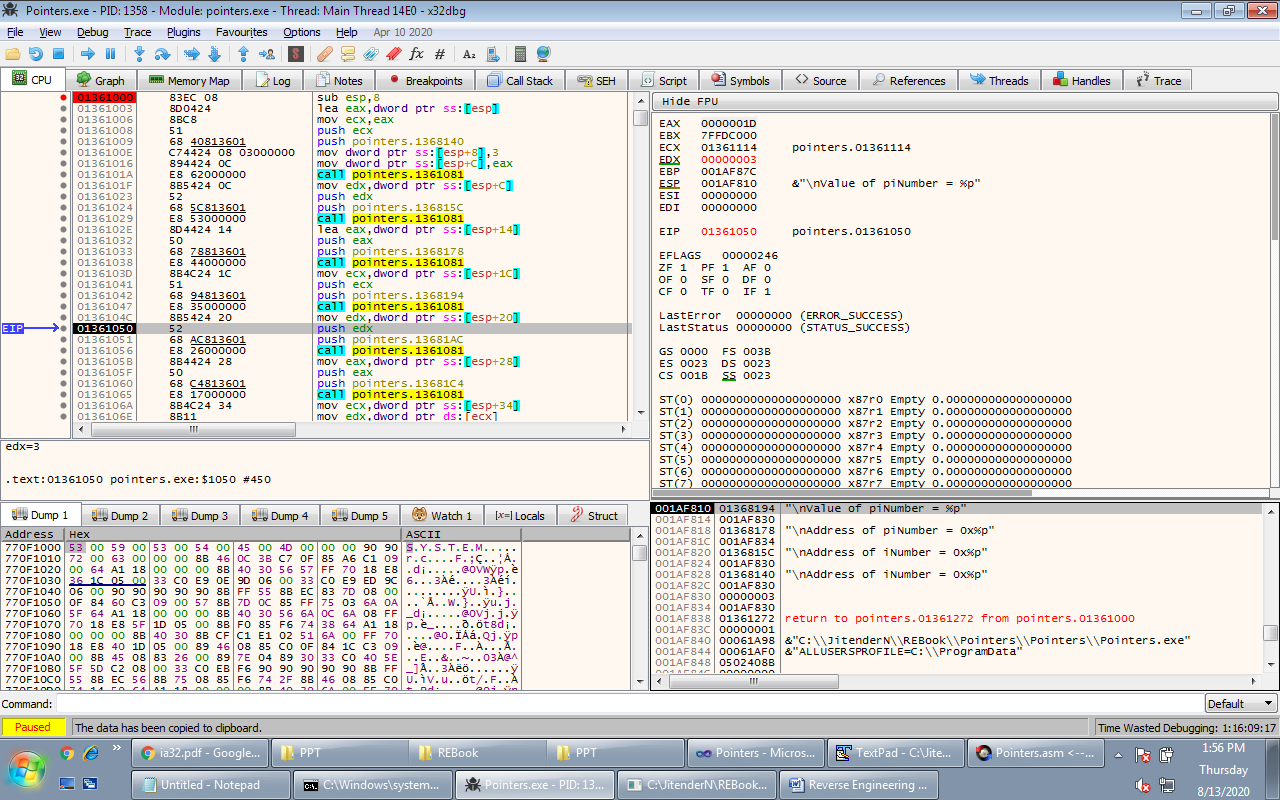 Pointers.exe - PID: 1358 - Module: pointers.exe - Thread: Main Thread 14E0 - x32dbg
File View Debug Trace Plugins Favourites Options Help Apr 10 2020
CPU Graph Memory Map Log Notes Breakpoints Call Stack SEH Script Symbols Source References Threads Handles Trace
01361000 83EC 08 sub esp,8
01361003 8D0424 lea eax,dword ptr ss:[esp]
01361006 8BC8 mov ecx,eax
01361008 51 push ecx
01361009 68 40813601 push pointers.1368140
0136100E C74424 08 03000000 mov dword ptr ss:[esp+8],3
01361016 894424 0C mov dword ptr ss:[esp+C],eax
0136101A E8 62000000 call pointers.1361081
0136101F 8B5424 0C mov edx,dword ptr ss:[esp+C]
01361023 52 push edx
01361024 68 5C813601 push pointers.136815C
01361029 E8 53000000 call pointers.1361081
0136102E 8D4424 14 lea eax,dword ptr ss:[esp+14]
01361032 50 push eax
01361033 68 78813601 push pointers.1368178
01361038 E8 44000000 call pointers.1361081
0136103D 8B4C24 1C mov ecx,dword ptr ss:[esp+1C]
01361041 51 push ecx
01361042 68 94813601 push pointers.1368194
01361047 E8 35000000 call pointers.1361081
0136104C 8B5424 20 mov edx,dword ptr ss:[esp+20]
EIP 01361050 52 push edx
01361051 68 AC813601 push pointers.13681AC
01361056 E8 26000000 call pointers.1361081
0136105B 8B4424 28 mov eax,dword ptr ss:[esp+28]
0136105F 50 push eax
01361060 68 C4813601 push pointers.13681C4
01361065 E8 17000000 call pointers.1361081
0136106A 8B4C24 34 mov ecx,dword ptr ss:[esp+34]
0136106E 8B11 mov edx,dword ptr ds:[ecx]
Hide FPU
EAX 0000001D
EBX 7FFDC000
ECX 01361114 pointers.01361114
EDX 00000003
EBP 001AF87C
ESP 001AF810 &"\nValue of piNumber = %p"
ESI 00000000
EDI 00000000
EIP 01361050 pointers.01361050
EFLAGS 00000246
ZF 1 PF 1 AF 0
OF 0 SF 0 DF 0
CF 0 TF 0 IF 1
LastError 00000000 (ERROR_SUCCESS)
LastStatus 00000000 (STATUS_SUCCESS)
GS 0000 FS 003B
ES 0023 DS 0023
CS 001B SS 0023
ST(0) 00000000000000000000 x87r0 Empty 0.000000000000000000
ST(1) 00000000000000000000 x87r1 Empty 0.000000000000000000
ST(2) 00000000000000000000 x87r2 Empty 0.000000000000000000
ST(3) 00000000000000000000 x87r3 Empty 0.000000000000000000
ST(4) 00000000000000000000 x87r4 Empty 0.000000000000000000
ST(5) 00000000000000000000 x87r5 Empty 0.000000000000000000
ST(6) 00000000000000000000 x87r6 Empty 0.000000000000000000
ST(7) 00000000000000000000 x87r7 Empty 0.000000000000000000
edx=3
.text:01361050 pointers.exe:$1050 #450
Dump 1 Dump 2 Dump 3 Dump 4 Dump 5 Watch 1 [x=] Locals Struct
Address Hex ASCII
770F1000 53 00 59 00 53 00 54 00 45 00 4D 00 00 00 90 90 S.Y.S.T.E.M.....
770F1010 72 00 63 00 00 00 8B 46 0C 3B C7 0F 85 A6 C1 09
770F1020 00 64 A1 18 00 00 00 8B 40 30 56 57 FF 70 18 E8
770F1030 36 1C 05 00 33 C0 E9 0E 9D 06 00 33 C0 E9 ED 9C
770F1040 06 00 90 90 90 90 90 8B FF 55 8B EC 83 7D 08 00
770F1050 0F 84 60 C3 09 00 57 8B 7D 0C 85 FF 75 03 6A 0A
770F1060 5F 64 A1 18 00 00 00 8B 40 30 56 6A 0C 6A 08 FF
770F1070 70 18 E8 5F 1D 05 00 8B F0 85 F6 74 38 64 A1 18
770F1080 00 00 00 8B 40 30 8B CF C1 E1 02 51 6A 00 FF 70
770F1090 18 E8 40 1D 05 00 89 46 08 85 C0 0F 84 1C C3 09
770F10A0 00 8B 45 08 83 26 00 89 7E 04 89 30 33 C0 40 5E
770F10B0 5F 5D C2 08 00 33 C0 EB F6 90 90 90 90 90 8B FF
770F10C0 55 8B EC 56 8B 75 08 85 F6 74 2F 8B 46 08 85 C0
001AF810 01368194 "\nValue of piNumber = %p"
001AF814 001AF830
001AF818 01368178 "\nAddress of piNumber = 0x%p"
001AF81C 001AF834
001AF820 0136815C "\nAddress of iNumber = 0x%p"
001AF824 001AF830
001AF828 01368140 "\nAddress of iNumber = 0x%p"
001AF82C 001AF830
001AF830 00000003
001AF834 001AF830
001AF838 01361272 return to pointers.01361272 from pointers.01361000
001AF83C 00000001
001AF840 00061A98 &"C:\\JitenderN\\REBook\\Pointers\\Pointers\\Pointers.exe"
001AF844 00061AF0 &"ALLUSERSPROFILE=C:\\ProgramData"
001AF848 0502408B
Command: Default
Paused The data has been copied to clipboard. Time Wasted Debugging: 1:16:09:17
ia32.pdf - Google... PPT REBook PPT Pointers - Micros... TextPad - C:\Jite... Pointers.asm <--...
Untitled - Notepad C:\Windows\system... Pointers.exe - PID: 13... C:\JitenderN\REBook... Reverse Engineering ...
1:56 PM
Thursday
8/13/2020